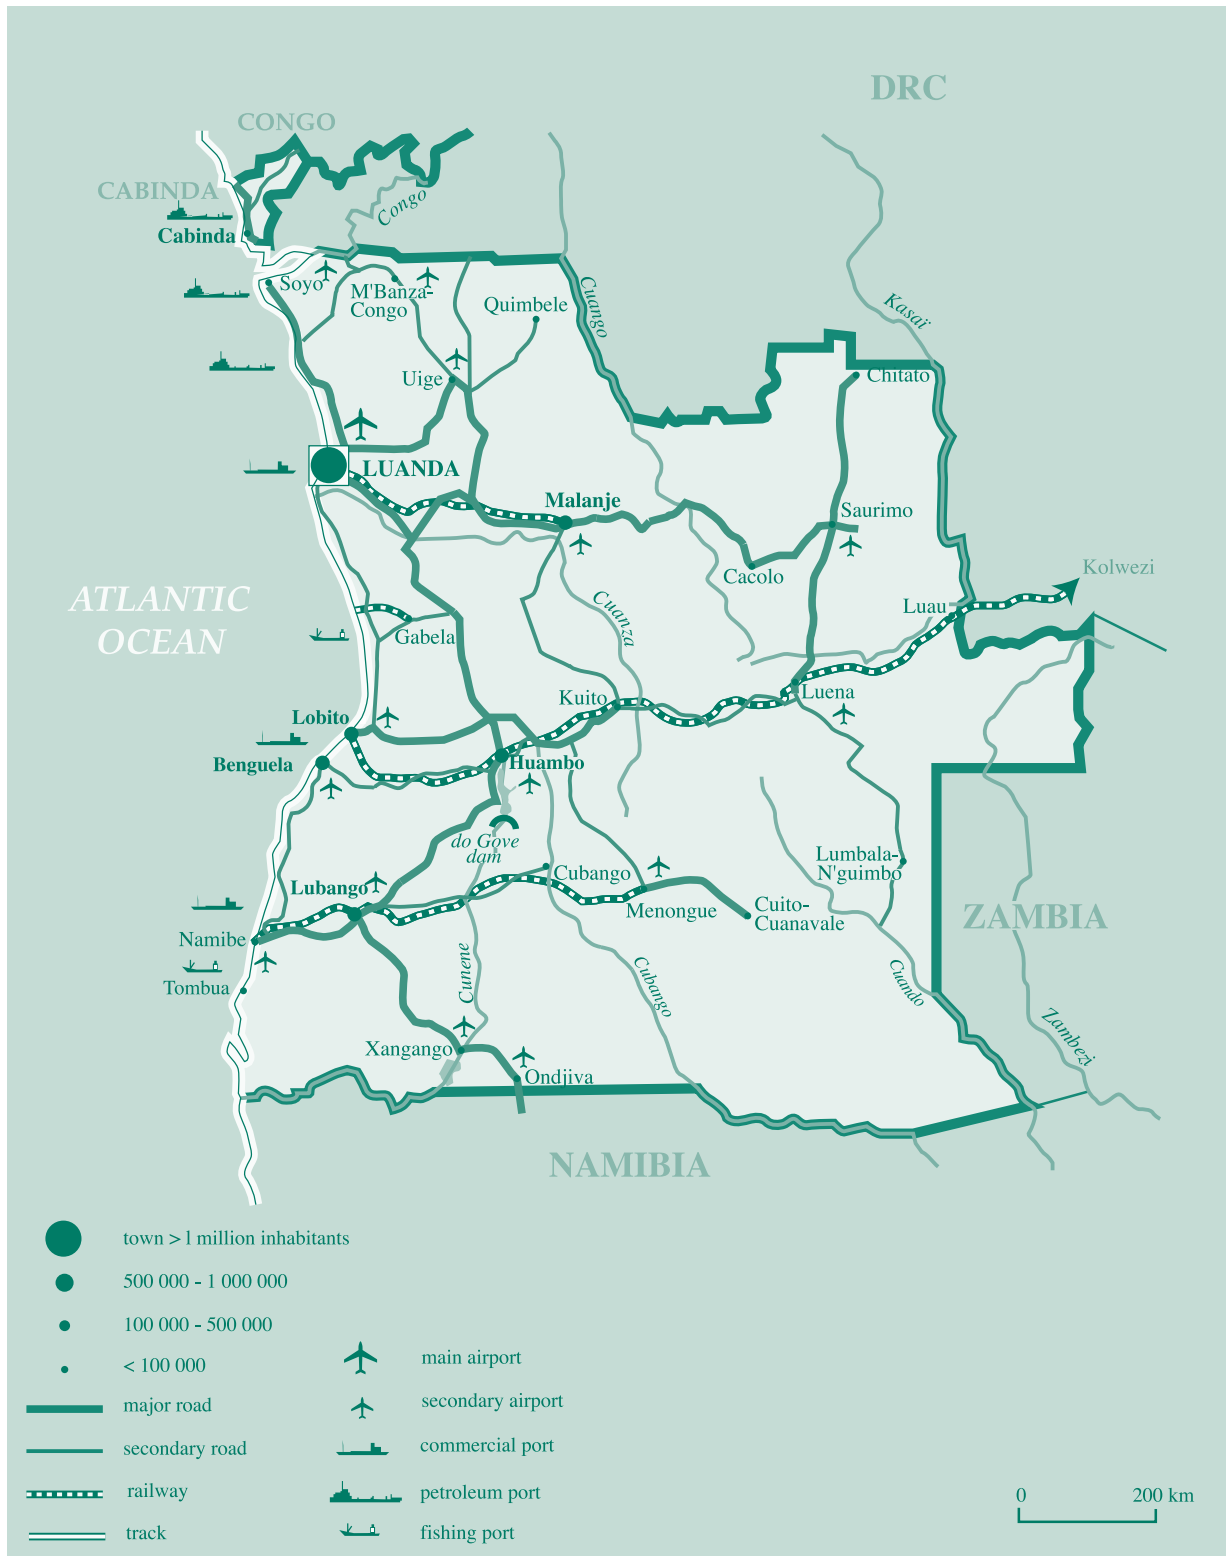 DRC
CONGO
CABINDA
Congo
Cabinda
Soyo
M'Banza-
Congo
Quimbele
Cuango
Kasaï
Uige
Chitato
LUANDA
Malanje
Saurimo
Cacolo
Kolwezi
ATLANTIC
OCEAN
Cuanza
Luau
Gabela
Kuito
Luena
Lobito
Benguela
Huambo
do Gove
dam
Cubango
Lumbala-
N'guimbo
Lubango
Menongue
Cuito-
Cuanavale
ZAMBIA
Namibe
Tombua
Cunene
Cubango
Cuando
Zambezi
Xangango
Ondjiva
NAMIBIA
town > l million inhabitants
500 000 - 1 000 000
100 000 - 500 000
< 100 000
major road
secondary road
railway
track
main airport
secondary airport
commercial port
petroleum port
fishing port
0 200 km